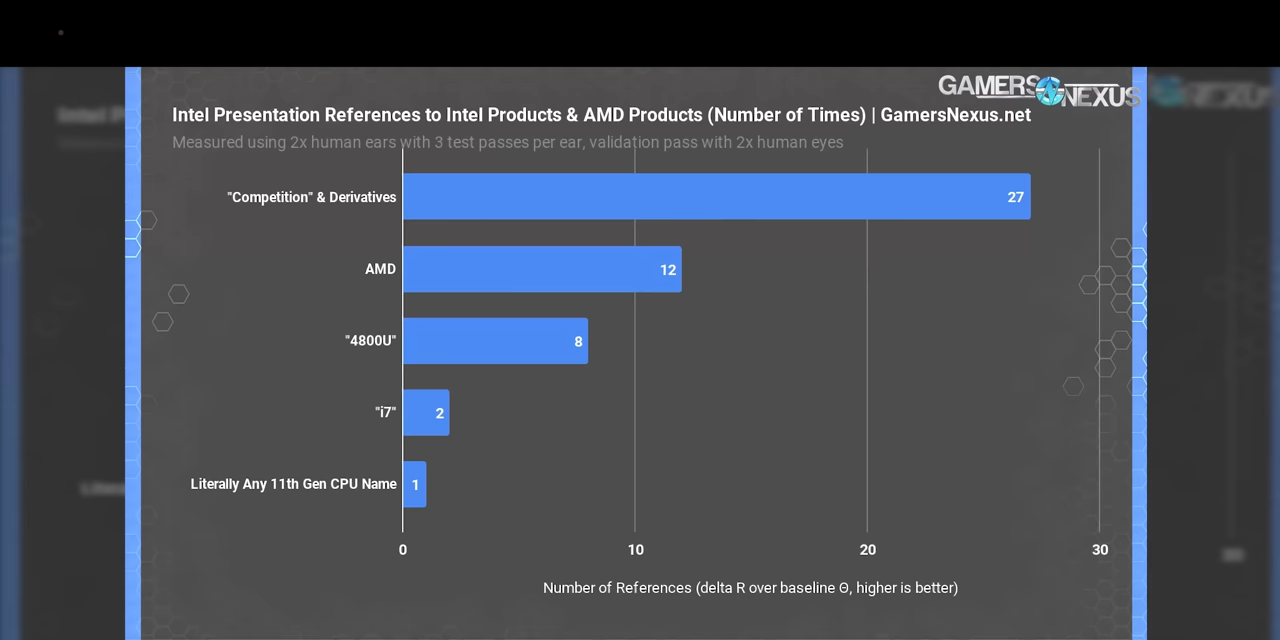 GAMERS NEXUS
Intel Presentation References to Intel Products & AMD Products (Number of Times) | GamersNexus.net
Measured using 2x human ears with 3 test passes per ear, validation pass with 2x human eyes
"Competition" & Derivatives
27
AMD
12
"4800U"
8
"i7"
2
Literally Any 11th Gen CPU Name
1
0 10 20 30
Number of References (delta R over baseline Θ, higher is better)